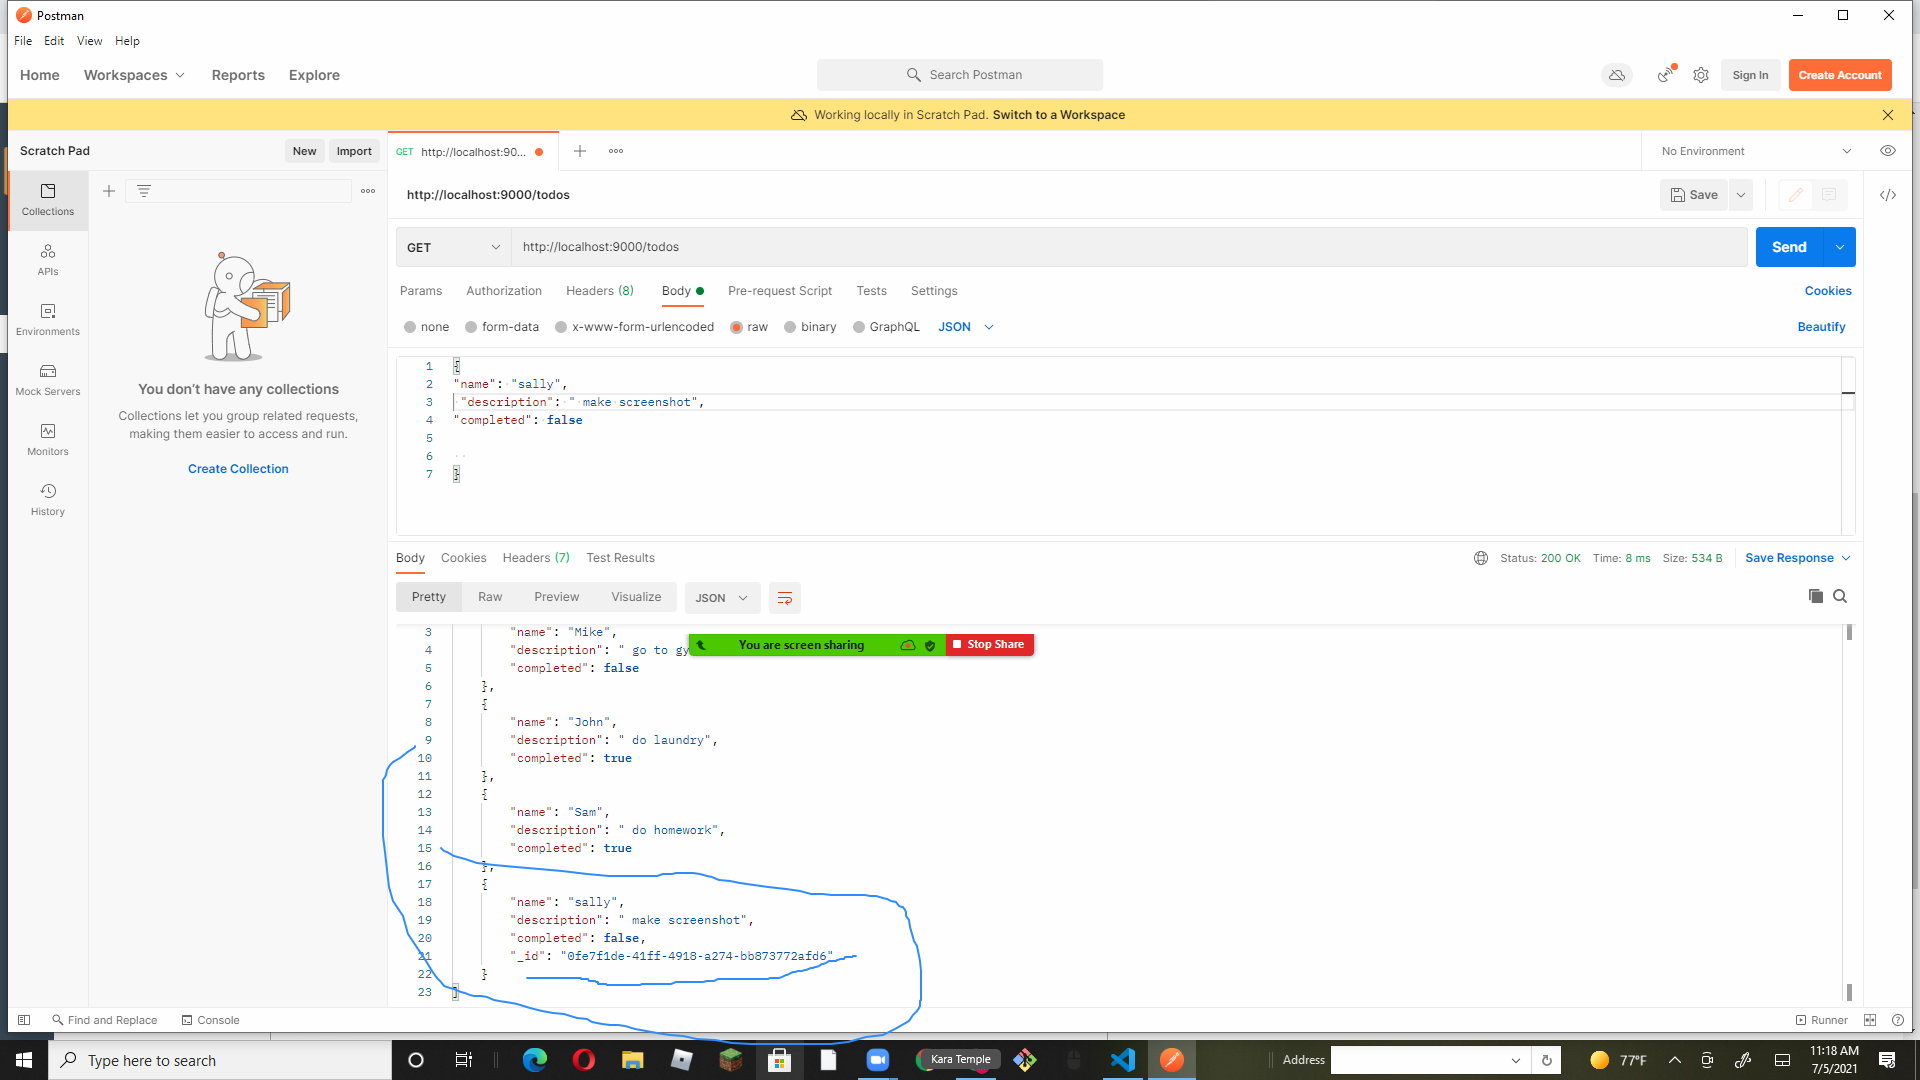 Postman
File Edit View Help
Home Workspaces Reports Explore Search Postman Sign In Create Account
Working locally in Scratch Pad. Switch to a Workspace
Scratch Pad New Import GET http://localhost:90... No Environment
http://localhost:9000/todos Save
GET http://localhost:9000/todos Send
Params Authorization Headers (8) Body Pre-request Script Tests Settings Cookies
none form-data x-www-form-urlencoded raw binary GraphQL JSON Beautify
Collections
APIs
Environments
Mock Servers
Monitors
History
You don't have any collections
Collections let you group related requests,
making them easier to access and run.
Create Collection
1 {
2 "name": "sally",
3 "description": " make screenshot",
4 "completed": false
5
6
7 }
Body Cookies Headers (7) Test Results Status: 200 OK Time: 8 ms Size: 534 B Save Response
Pretty Raw Preview Visualize JSON
You are screen sharing Stop Share
3 "name": "Mike",
4 "description": " go to gy
5 "completed": false
6 },
7 {
8 "name": "John",
9 "description": " do laundry",
10 "completed": true
11 },
12 {
13 "name": "Sam",
14 "description": " do homework",
15 "completed": true
16 },
17 {
18 "name": "sally",
19 "description": " make screenshot",
20 "completed": false,
21 "_id": "0fe7f1de-41ff-4918-a274-bb873772afd6"
22 }
23 ]
Find and Replace Console Runner
Type here to search Kara Temple Address 77°F 11:18 AM
7/5/2021